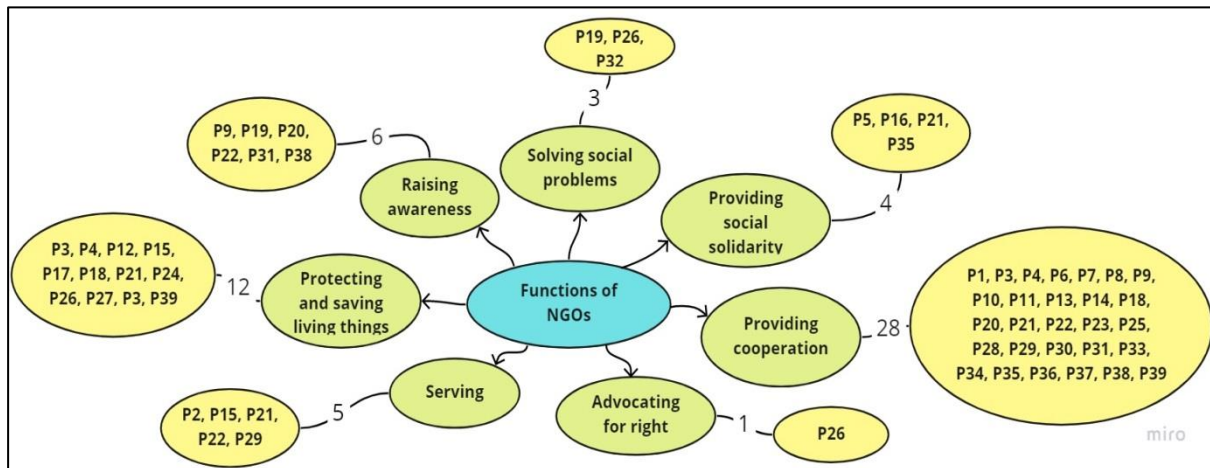 P19, P26,
P32
3
P9, P19, P20,
P22, P31, P38
6
Solving social
problems
P5, P16, P21,
P35
4
Raising
awareness
Providing
social
solidarity
P3, P4, P12, P15,
P17, P18, P21, P24,
P26, P27, P3, P39
12
Protecting
and saving
living things
Functions of
NGOs
Providing
cooperation
28
P1, P3, P4, P6, P7, P8, P9,
P10, P11, P13, P14, P18,
P20, P21, P22, P23, P25,
P28, P29, P30, P31, P33,
P34, P35, P36, P37, P38, P39
Serving
5
P2, P15, P21,
P22, P29
Advocating
for right
1
P26
miro